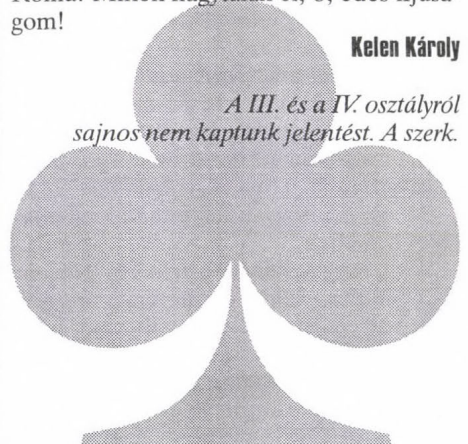 gom!
Kelen Károly
A III. és a IV. osztályról
sajnos nem kaptunk jelentést. A szerk.